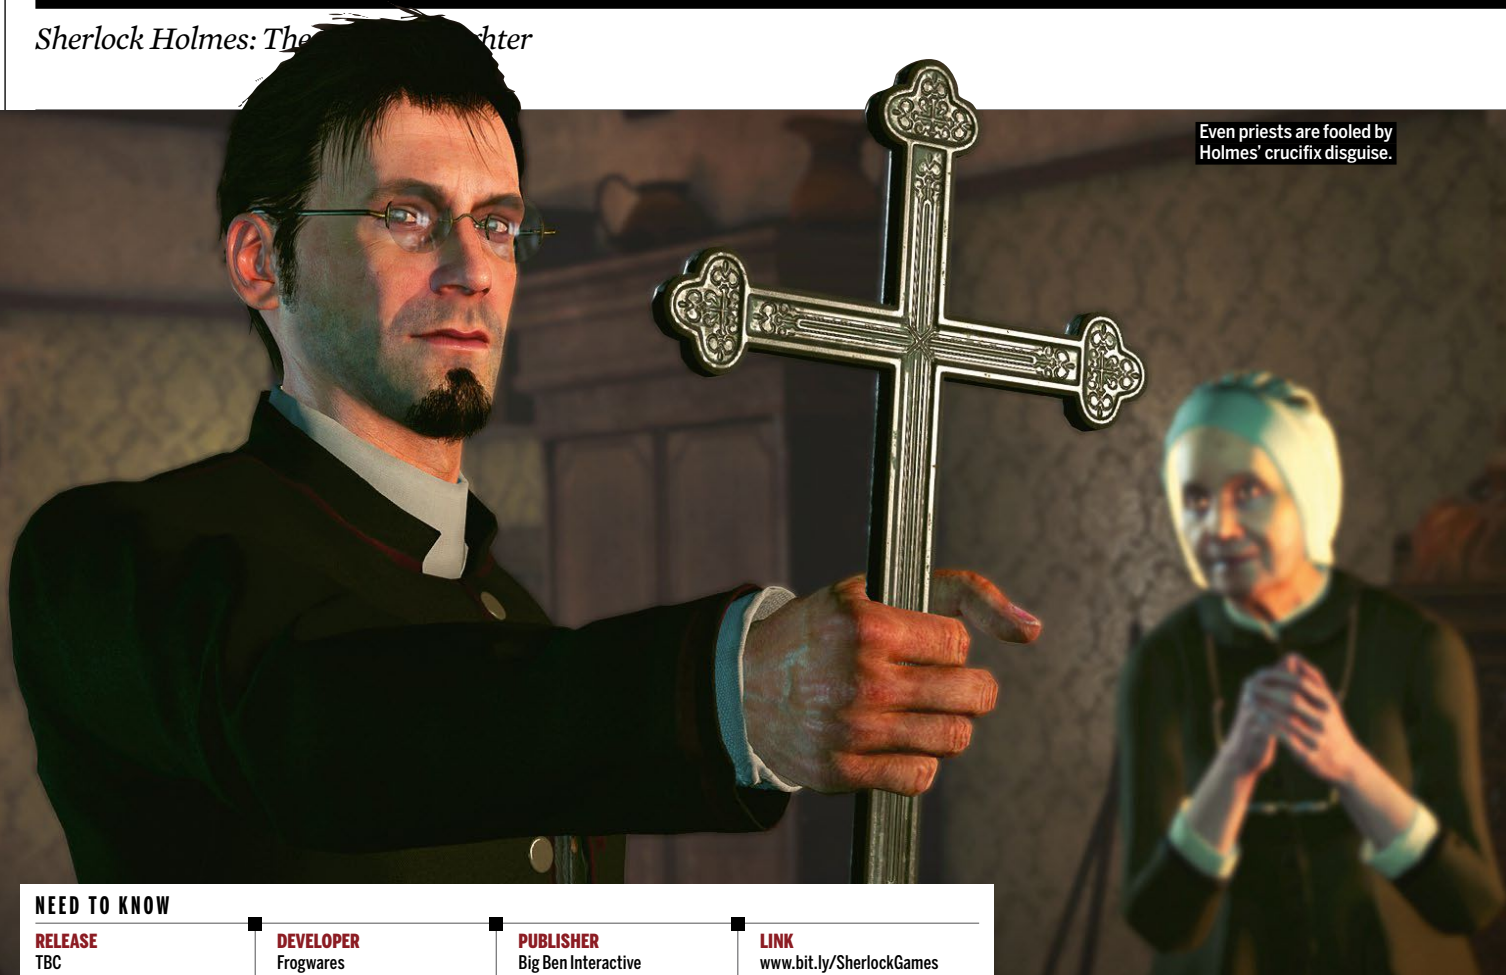 Sherlock Holmes: The hter
Even priests are fooled by
Holmes’ crucifix disguise.
NEED TO KNOW
RELEASE
TBC
DEVELOPER
Frogwares
PUBLISHER
Big Ben Interactive
LINK
www.bit.ly/SherlockGames